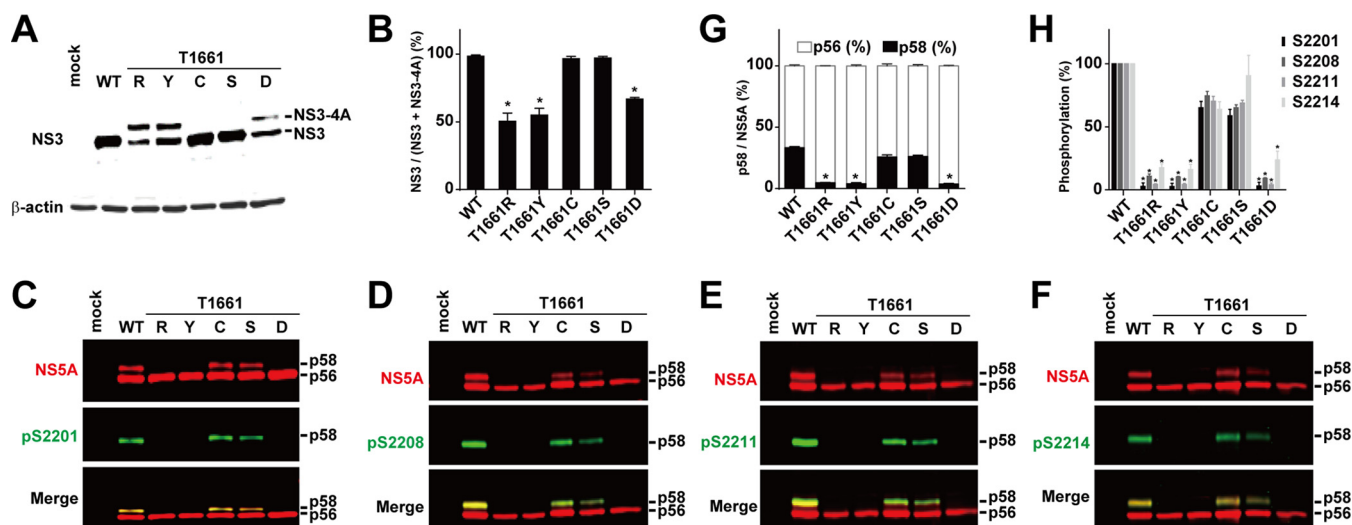 A
T1661
mock
WT R Y C S D
NS3-4A
NS3
NS3
β-actin
B
NS3 / (NS3 + NS3-4A) (%)
100
50
0
* * *
WT T1661R T1661Y T1661C T1661S T1661D
G
p56 (%) p58 (%)
p58 / NS5A (%)
100
50
0
* * *
WT T1661R T1661Y T1661C T1661S T1661D
H
S2201
S2208
S2211
S2214
Phosphorylation (%)
100
50
0
* * * * * * * * * * * *
WT T1661R T1661Y T1661C T1661S T1661D
C
T1661
mock
WT R Y C S D
NS5A
p58
p56
pS2201
p58
Merge
p58
p56
D
T1661
mock
WT R Y C S D
NS5A
p58
p56
pS2208
p58
Merge
p58
p56
E
T1661
mock
WT R Y C S D
NS5A
p58
p56
pS2211
p58
Merge
p58
p56
F
T1661
mock
WT R Y C S D
NS5A
p58
p56
pS2214
p58
Merge
p58
p56